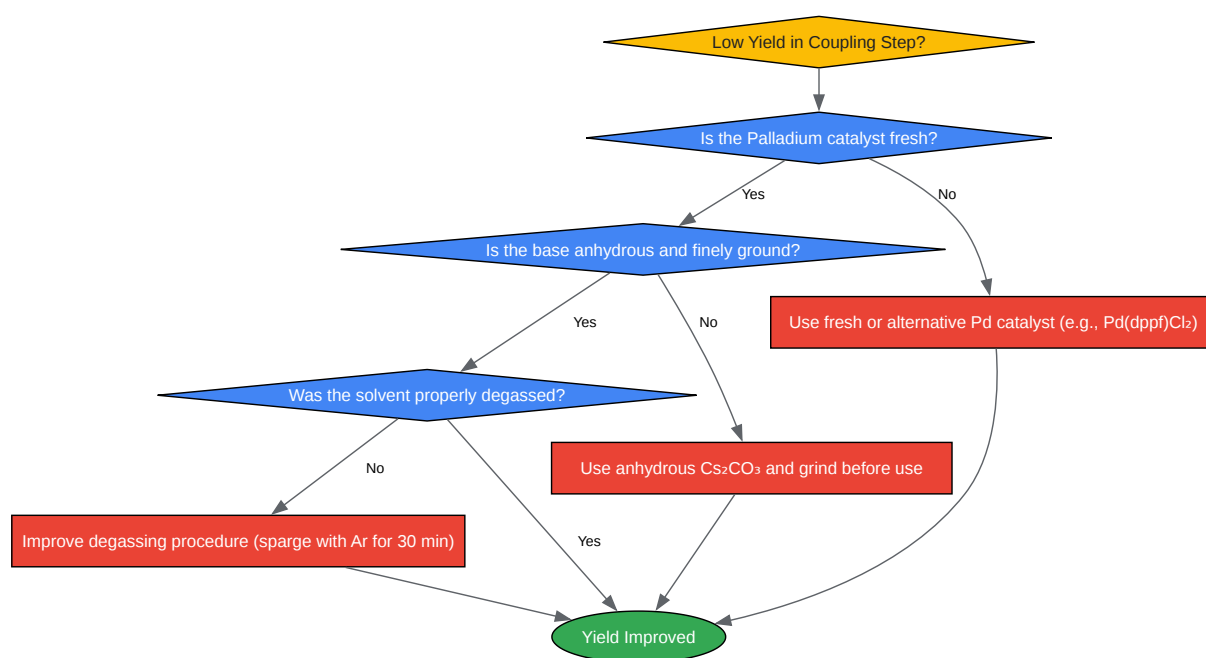 Low Yield in Coupling Step?
Is the Palladium catalyst fresh?
Yes
No
Is the base anhydrous and finely ground?
Use fresh or alternative Pd catalyst (e.g., Pd(dppf)Cl₂)
Yes
No
Was the solvent properly degassed?
Use anhydrous Cs₂CO₃ and grind before use
No
Improve degassing procedure (sparge with Ar for 30 min)
Yes
Yield Improved